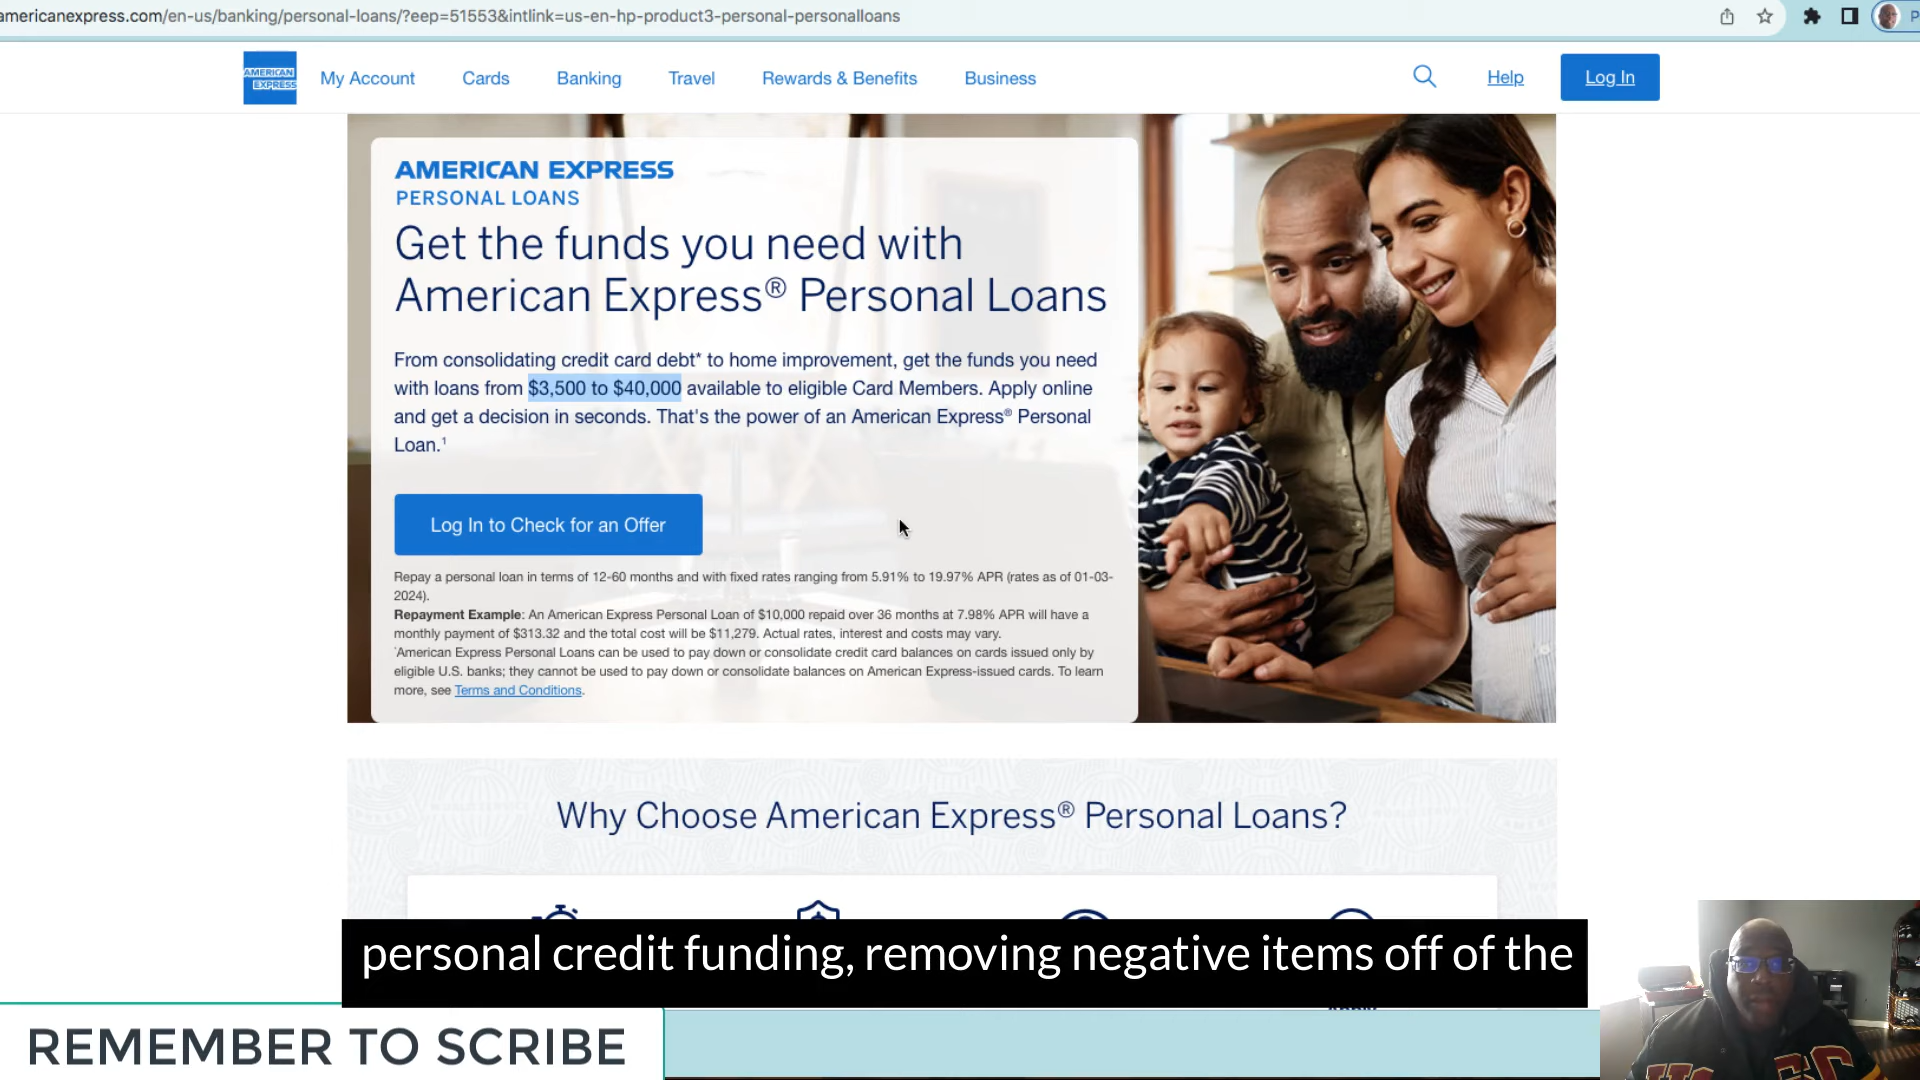 americanexpress.com/en-us/banking/personal-loans/?eep=51553&intlink=us-en-hp-product3-personal-personalloans
P
AMERICAN
EXPRESS
My Account Cards Banking Travel Rewards & Benefits Business Help Log In
AMERICAN EXPRESS
PERSONAL LOANS
Get the funds you need with
American Express® Personal Loans
From consolidating credit card debt* to home improvement, get the funds you need
with loans from $3,500 to $40,000 available to eligible Card Members. Apply online
and get a decision in seconds. That's the power of an American Express® Personal
Loan.¹
Log In to Check for an Offer
Repay a personal loan in terms of 12-60 months and with fixed rates ranging from 5.91% to 19.97% APR (rates as of 01-03-
2024).
Repayment Example: An American Express Personal Loan of $10,000 repaid over 36 months at 7.98% APR will have a
monthly payment of $313.32 and the total cost will be $11,279. Actual rates, interest and costs may vary.
*American Express Personal Loans can be used to pay down or consolidate credit card balances on cards issued only by
eligible U.S. banks; they cannot be used to pay down or consolidate balances on American Express-issued cards. To learn
more, see Terms and Conditions.
Why Choose American Express® Personal Loans?
personal credit funding, removing negative items off of the
REMEMBER TO SCRIBE